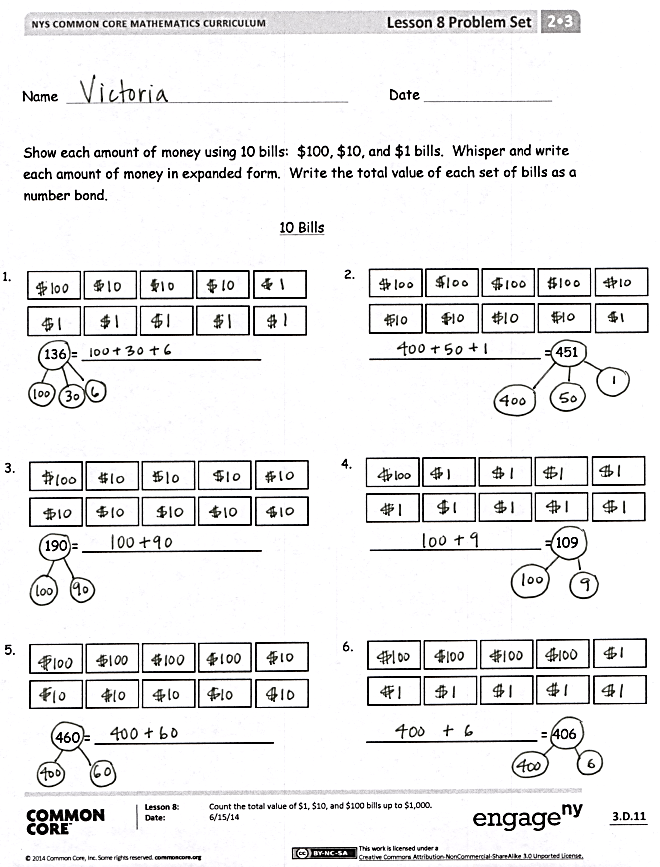 NYS COMMON CORE MATHEMATICS CURRICULUM Lesson 8 Problem Set 2•3
Name Victoria Date
Show each amount of money using 10 bills: $100, $10, and $1 bills. Whisper and write
each amount of money in expanded form. Write the total value of each set of bills as a
number bond.
10 Bills
1.
$100 $10 $10 $10 $1
$1 $1 $1 $1 $1
136 = 100 + 30 + 6
100 30 6
2.
$100 $100 $100 $100 $10
$10 $10 $10 $10 $1
400 + 50 + 1 = 451
400 50 1
3.
$100 $10 $10 $10 $10
$10 $10 $10 $10 $10
190 = 100 + 90
100 90
4.
$100 $1 $1 $1 $1
$1 $1 $1 $1 $1
100 + 9 = 109
100 9
5.
$100 $100 $100 $100 $10
$10 $10 $10 $10 $10
460 = 400 + 60
400 60
6.
$100 $100 $100 $100 $1
$1 $1 $1 $1 $1
400 + 6 = 406
400 6
COMMON
CORE™
Lesson 8: Count the total value of $1, $10, and $100 bills up to $1,000.
Date: 6/15/14
engageny 3.D.11
© 2014 Common Core, Inc. Some rights reserved. commoncore.org
cc BY-NC-SA
This work is licensed under a
Creative Commons Attribution-NonCommercial-ShareAlike 3.0 Unported License.